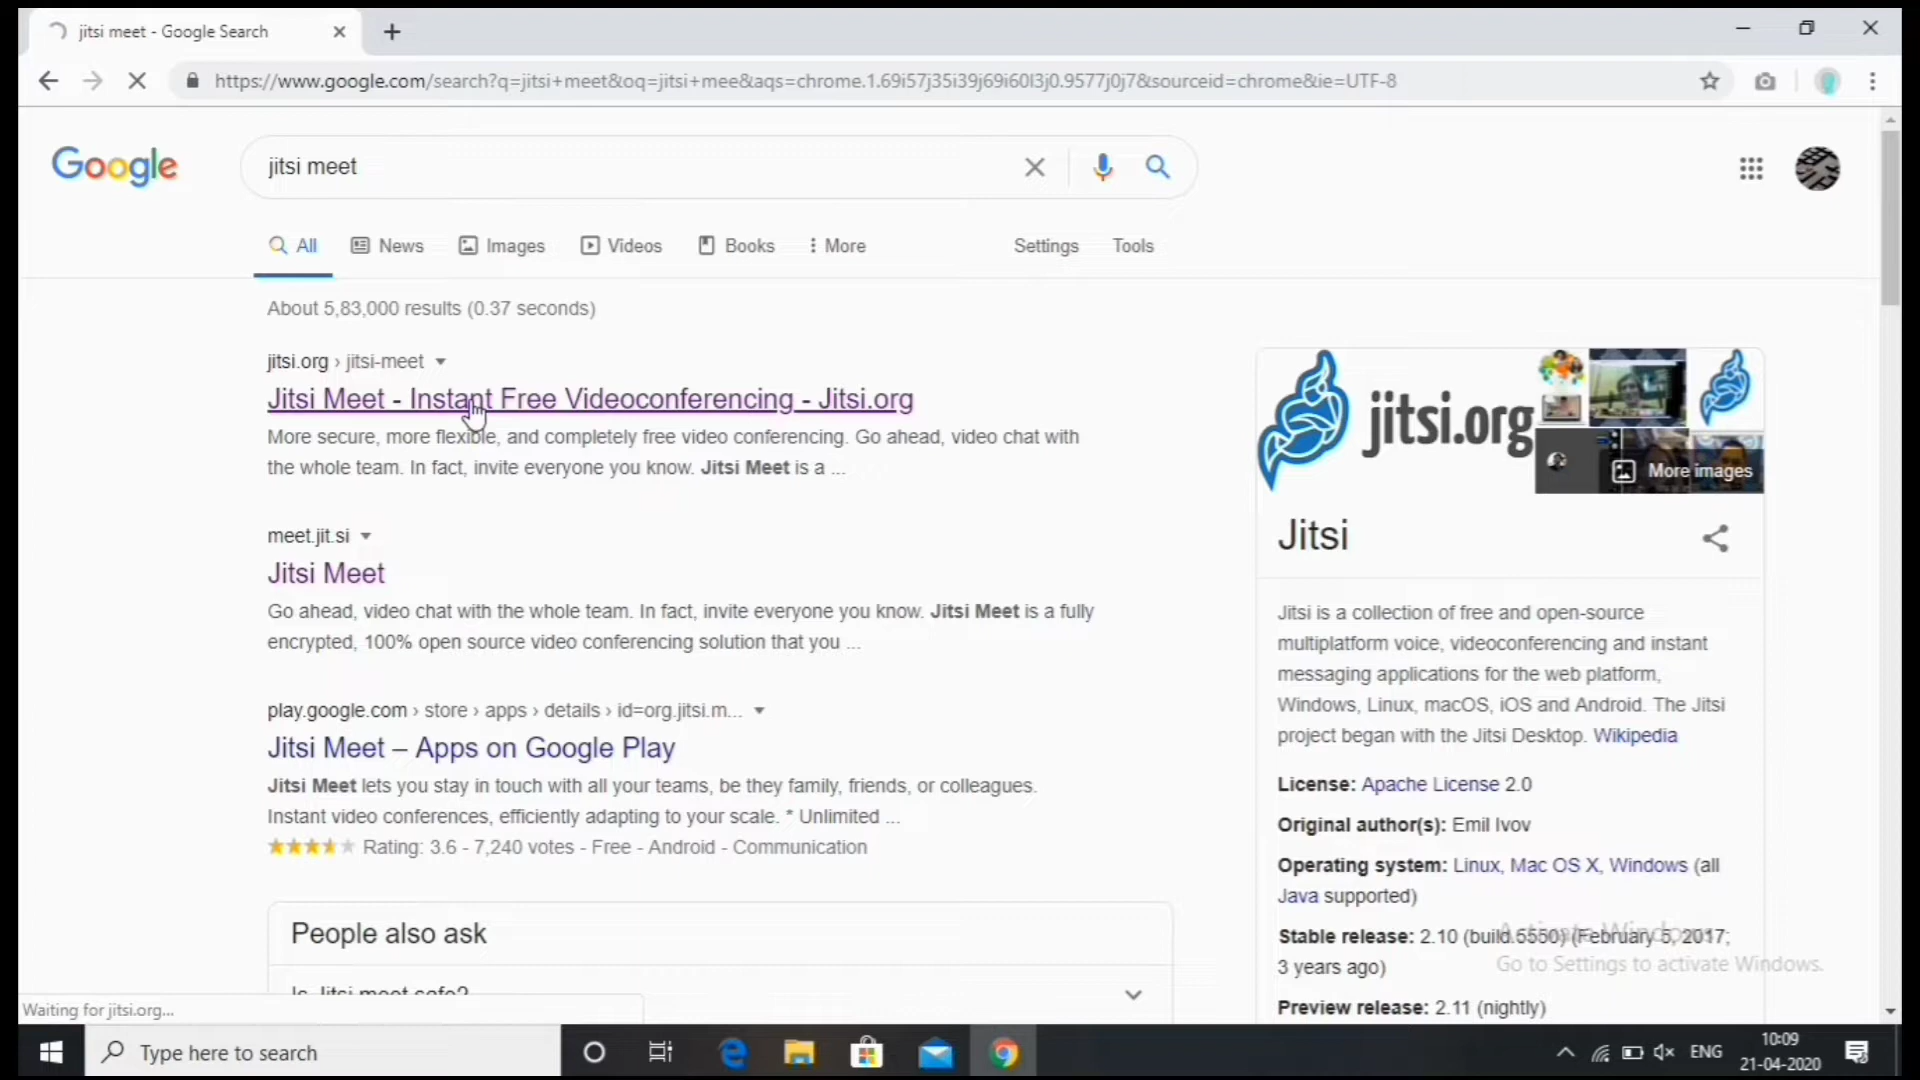 jitsi meet - Google Search
https://www.google.com/search?q=jitsi+meet&oq=jitsi+mee&aqs=chrome.1.69i57j35i39j69i60l3j0.9577j0j7&sourceid=chrome&ie=UTF-8
Google
jitsi meet
All News Images Videos Books More Settings Tools
About 5,83,000 results (0.37 seconds)
jitsi.org › jitsi-meet
Jitsi Meet - Instant Free Videoconferencing - Jitsi.org
More secure, more flexible, and completely free video conferencing. Go ahead, video chat with
the whole team. In fact, invite everyone you know. Jitsi Meet is a ...
meet.jit.si
Jitsi Meet
Go ahead, video chat with the whole team. In fact, invite everyone you know. Jitsi Meet is a fully
encrypted, 100% open source video conferencing solution that you ...
play.google.com › store › apps › details › id=org.jitsi.m...
Jitsi Meet – Apps on Google Play
Jitsi Meet lets you stay in touch with all your teams, be they family, friends, or colleagues.
Instant video conferences, efficiently adapting to your scale. * Unlimited ...
Rating: 3.6 - 7,240 votes - Free - Android - Communication
People also ask
Is Jitsi meet safe?
jitsi.org
More images
Jitsi
Jitsi is a collection of free and open-source
multiplatform voice, videoconferencing and instant
messaging applications for the web platform,
Windows, Linux, macOS, iOS and Android. The Jitsi
project began with the Jitsi Desktop. Wikipedia
License: Apache License 2.0
Original author(s): Emil Ivov
Operating system: Linux, Mac OS X, Windows (all
Java supported)
Stable release: 2.10 (build.5550) (February 5, 2017;
3 years ago)
Preview release: 2.11 (nightly)
Activate Windows
Go to Settings to activate Windows.
Waiting for jitsi.org...
Type here to search
ENG
10:09
21-04-2020